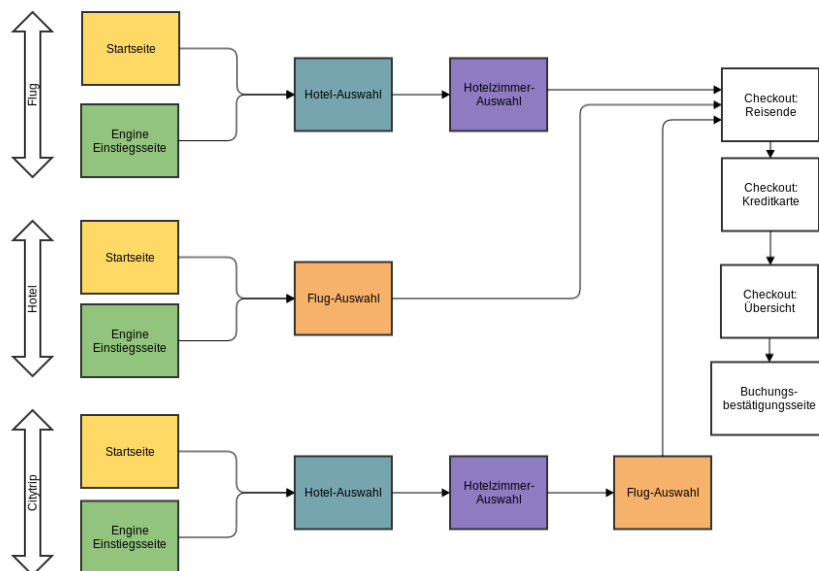 Flug
Startseite
Engine
Einstiegsseite
Hotel-Auswahl
Hotelzimmer-
Auswahl
Checkout:
Reisende
Checkout:
Kreditkarte
Hotel
Startseite
Engine
Einstiegsseite
Flug-Auswahl
Checkout:
Übersicht
Buchungs-
bestätigungsseite
Citytrip
Startseite
Engine
Einstiegsseite
Hotel-Auswahl
Hotelzimmer-
Auswahl
Flug-Auswahl